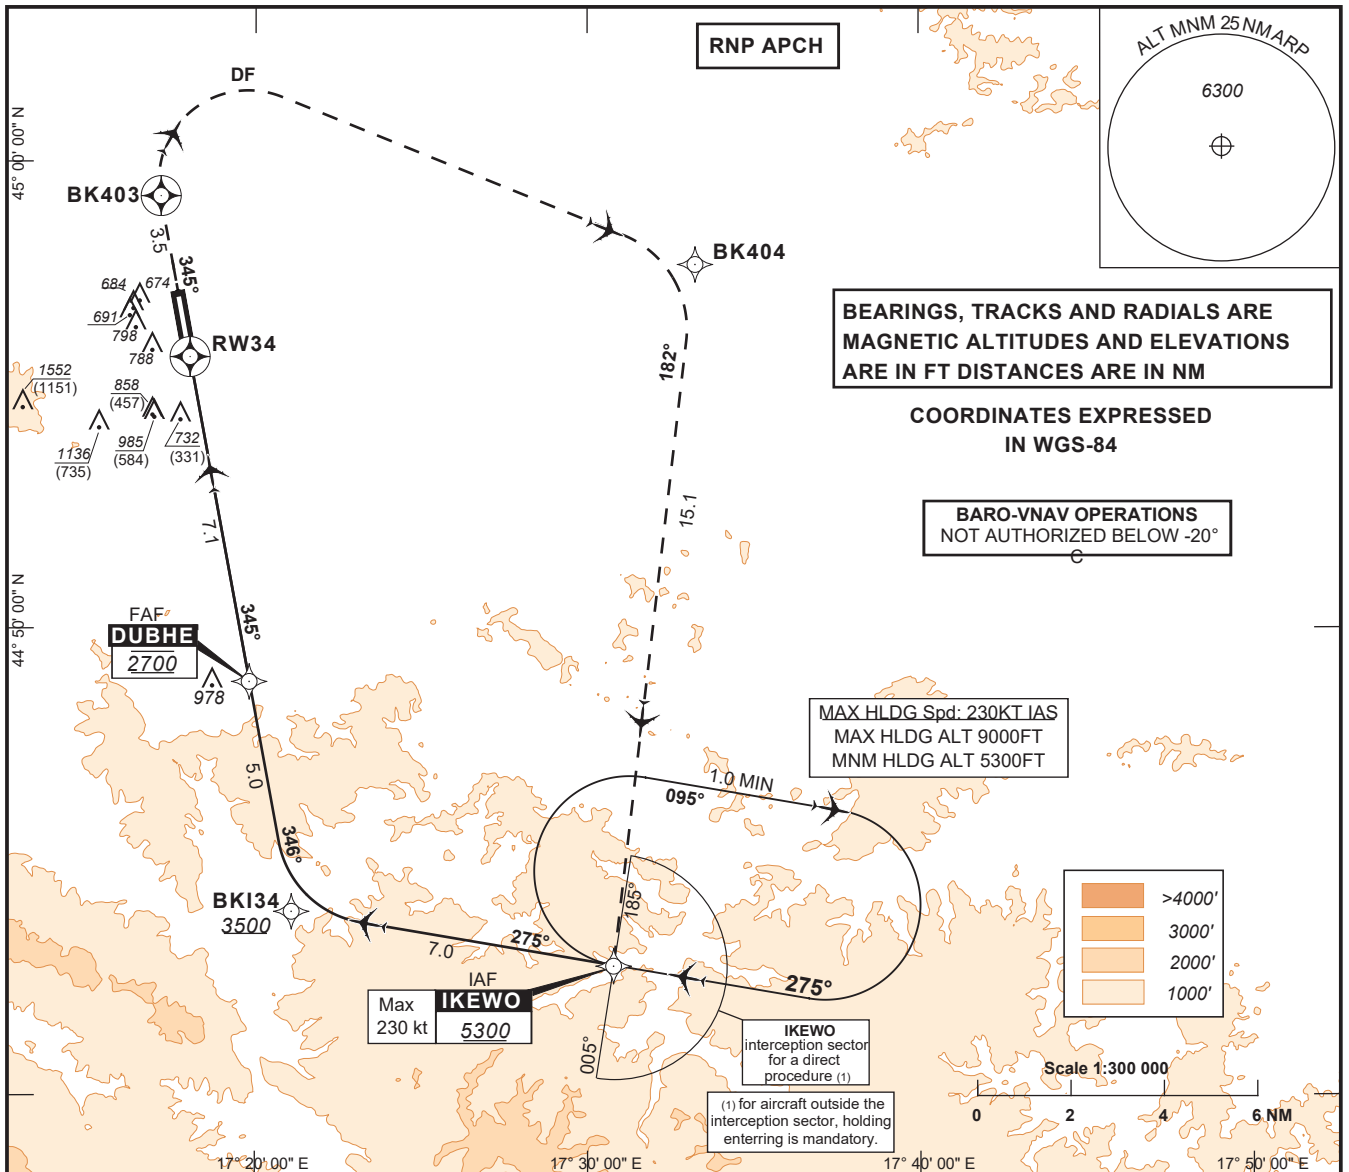 RNP APCH
ALT MNM 25 NM ARP
6300
DF
45° 00' 00" N
BK403
3.5
345°
BK404
684
674
691
798
788
RW34
BEARINGS, TRACKS AND RADIALS ARE
MAGNETIC ALTITUDES AND ELEVATIONS
ARE IN FT DISTANCES ARE IN NM
182°
1552
(1151)
858
(457)
1136
(735)
985
(584)
732
(331)
COORDINATES EXPRESSED
IN WGS-84
7.1
15.1
BARO-VNAV OPERATIONS
NOT AUTHORIZED BELOW -20°
C
44° 50' 00" N
FAF
DUBHE
2700
345°
978
MAX HLDG Spd: 230KT IAS
MAX HLDG ALT 9000FT
MNM HLDG ALT 5300FT
5.0
1.0 MIN
095°
346°
BKI34
3500
185°
7.0
275°
275°
IAF
IKEWO
5300
Max
230 kt
005°
IKEWO
interception sector
for a direct
procedure (1)
(1) for aircraft outside the
interception sector, holding
enterring is mandatory.
>4000'
3000'
2000'
1000'
Scale 1:300 000
0 2 4 6 NM
17° 20' 00" E
17° 30' 00" E
17° 40' 00" E
17° 50' 00" E